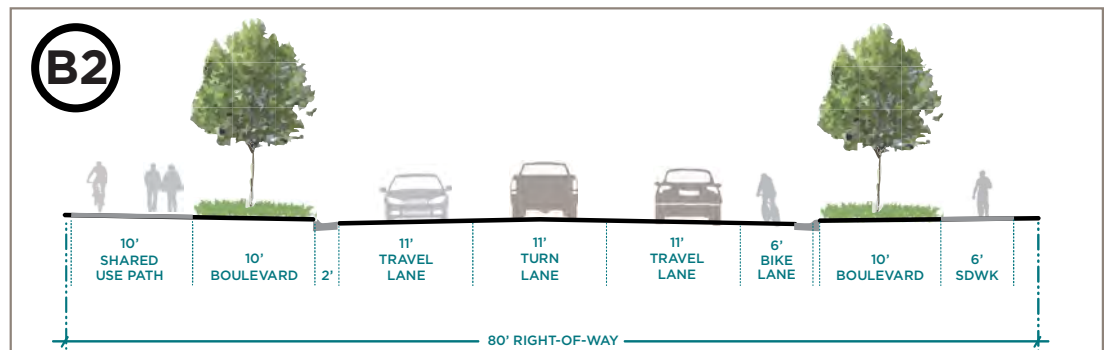 B2
10'
SHARED
USE PATH
10'
BOULEVARD
2'
11'
TRAVEL
LANE
11'
TURN
LANE
11'
TRAVEL
LANE
6'
BIKE
LANE
10'
BOULEVARD
6'
SDWK
80' RIGHT-OF-WAY